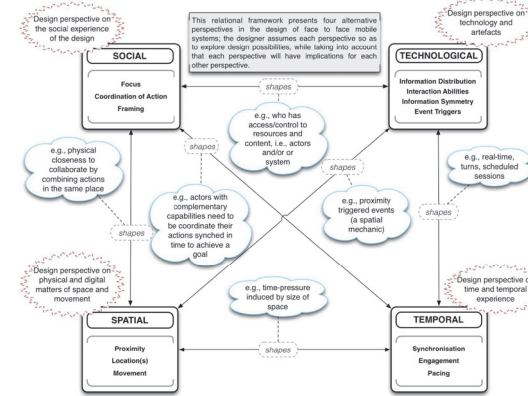 Design perspective on
the social experience
of the design
This relational framework presents four alternative
perspectives in the design of face to face mobile
systems; the designer assumes each perspective so as
to explore design possibilities, while taking into account
that each perspective will have implications for each
other perspective.
Design perspective on
technology and
artefacts
SOCIAL
Focus
Coordination of Action
Framing
TECHNOLOGICAL
Information Distribution
Interaction Abilities
Information Symmetry
Event Triggers
shapes
e.g., who has
access/control to
resources and
content, i.e., actors
and/or or
system
e.g., physical
closeness to
collaborate by
combining actions
in the same place
shapes
shapes
e.g., real-time,
turns, scheduled
sessions
e.g., actors with
complementary
capabilities need to
be coordinate their
actions synched in
time to achieve a
goal
e.g., proximity
triggered events
(a spatial
mechanic)
shapes
shapes
Design perspective on
physical and digital
matters of space and
movement
e.g., time-pressure
induced by size of
space
Design perspective o
time and temporal
experience
SPATIAL
Proximity
Location(s)
Movement
shapes
TEMPORAL
Synchronisation
Engagement
Pacing